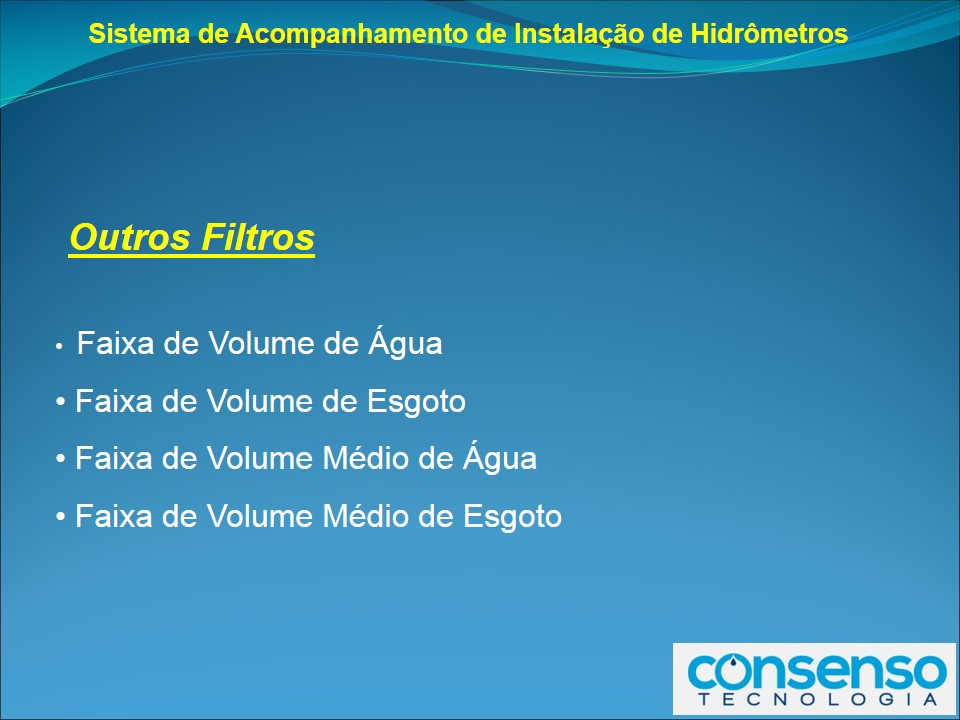 Sistema de Acompanhamento de Instalação de Hidrômetros
Outros Filtros
• Faixa de Volume de Água
• Faixa de Volume de Esgoto
• Faixa de Volume Médio de Água
• Faixa de Volume Médio de Esgoto
consenso
TECNOLOGIA